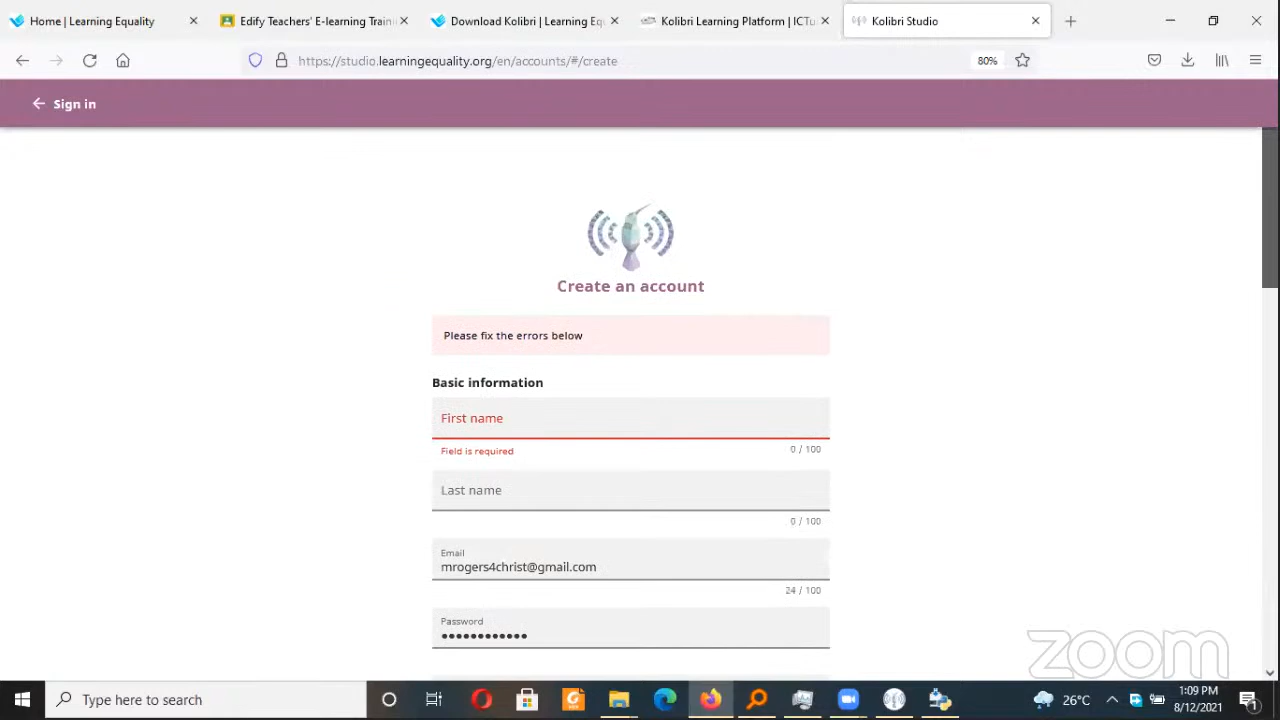 Home | Learning Equality
Edify Teachers' E-learning Traini
Download Kolibri | Learning Equ
Kolibri Learning Platform | ICTu
Kolibri Studio
https://studio.learningequality.org/en/accounts/#/create
80%
Sign in
Create an account
Please fix the errors below
Basic information
First name
Field is required
0 / 100
Last name
0 / 100
Email
mrogers4christ@gmail.com
24 / 100
Password
zoom
Type here to search
26°C
1:09 PM
8/12/2021
1